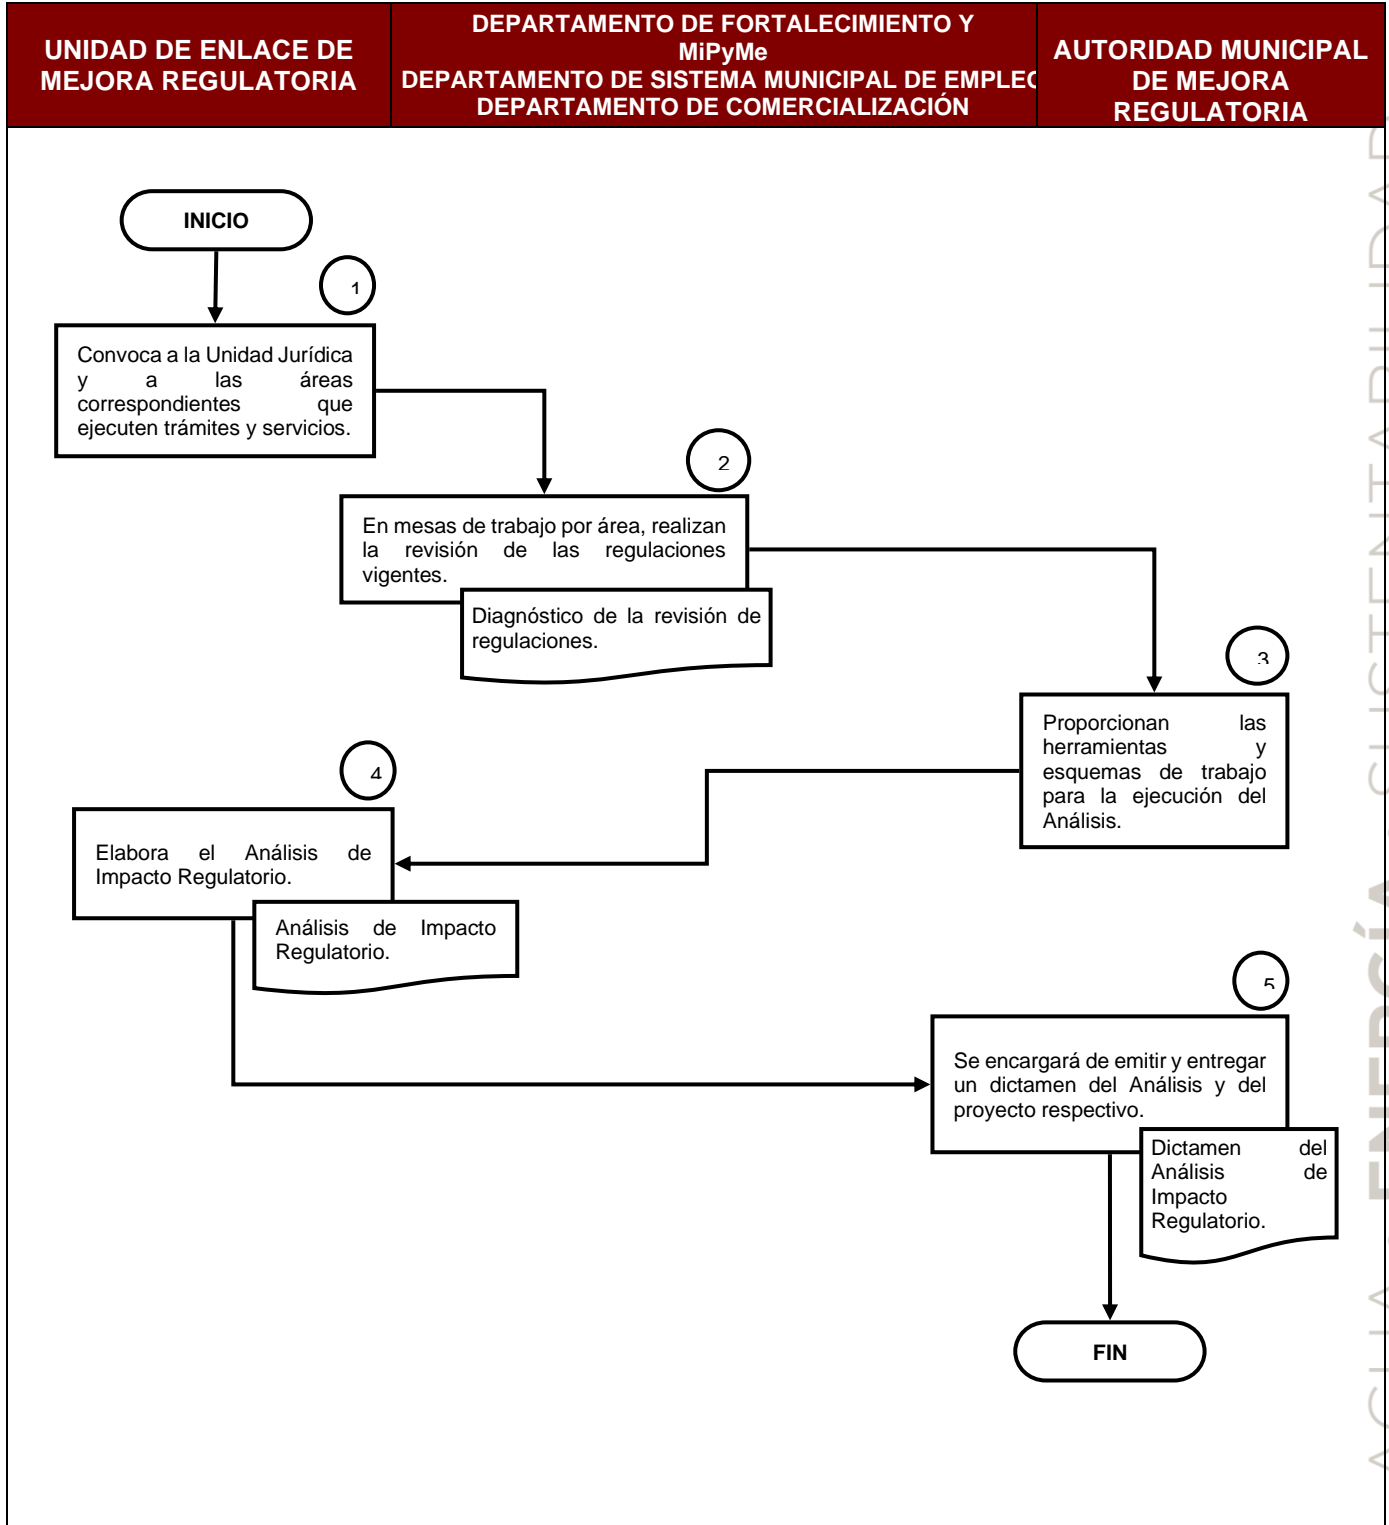 UNIDAD DE ENLACE DE
MEJORA REGULATORIA
DEPARTAMENTO DE FORTALECIMIENTO Y
MiPyMe
DEPARTAMENTO DE SISTEMA MUNICIPAL DE EMPLEO
DEPARTAMENTO DE COMERCIALIZACIÓN
AUTORIDAD MUNICIPAL
DE MEJORA
REGULATORIA
INICIO
1
Convoca a la Unidad Jurídica
y a las áreas
correspondientes que
ejecuten trámites y servicios.
2
En mesas de trabajo por área, realizan
la revisión de las regulaciones
vigentes.
Diagnóstico de la revisión de
regulaciones.
3
Proporcionan las
herramientas y
esquemas de trabajo
para la ejecución del
Análisis.
4
Elabora el Análisis de
Impacto Regulatorio.
Análisis de Impacto
Regulatorio.
5
Se encargará de emitir y entregar
un dictamen del Análisis y del
proyecto respectivo.
Dictamen del
Análisis de
Impacto
Regulatorio.
FIN